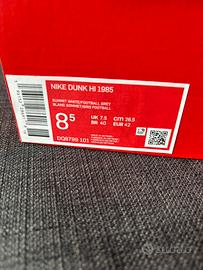 NIKE DUNK HI 1985
SUMMIT WHITE/FOOTBALL GREY
BLANC SOMMET/GRIS FOOTBALL
8.5
UK 7.5
CM 26.5
BR 40
EUR 42
DQ8799 101
subito